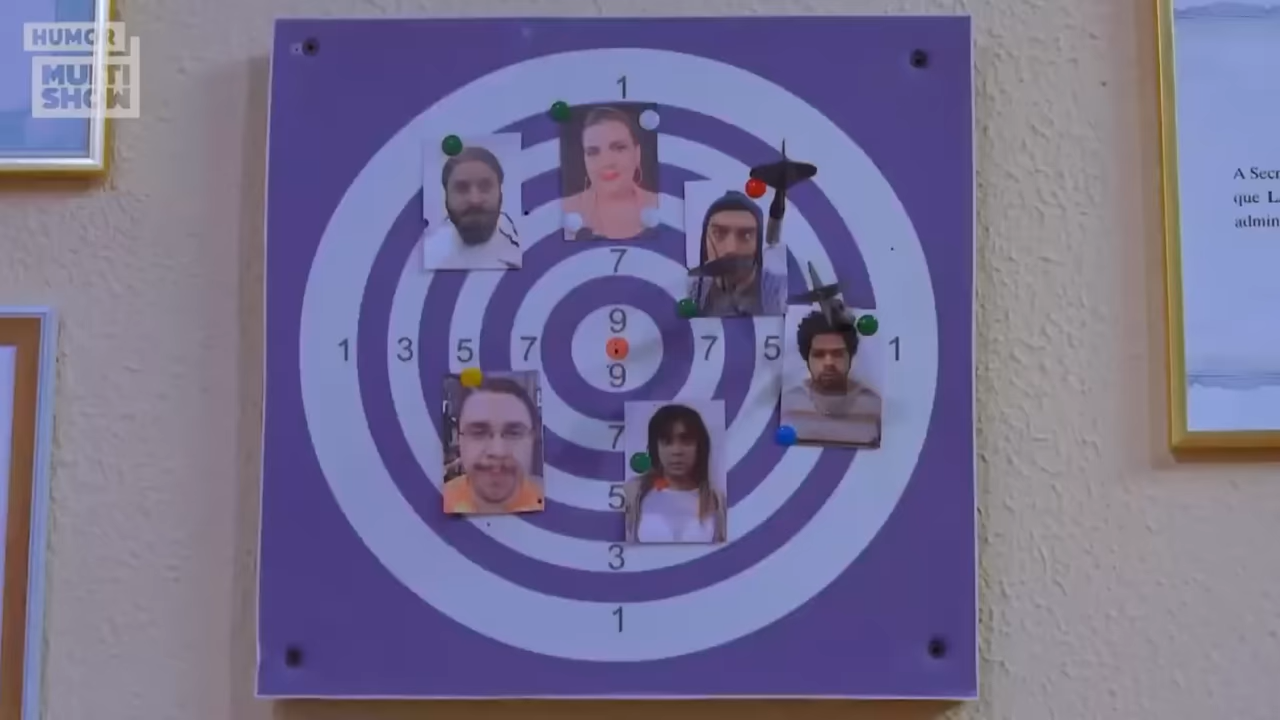 HUMOR
MULTI
SHOW
1
7
9
1 3 5 7 7 5 1
9
7
5
3
1
A Secr
que L
admin